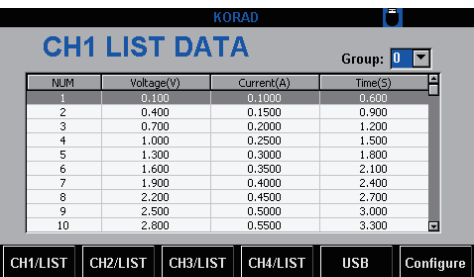 KORAD
CH1 LIST DATA
Group: 0
NUM Voltage(V) Current(A) Time(S)
1 0.100 0.1000 0.600
2 0.400 0.1500 0.900
3 0.700 0.2000 1.200
4 1.000 0.2500 1.500
5 1.300 0.3000 1.800
6 1.600 0.3500 2.100
7 1.900 0.4000 2.400
8 2.200 0.4500 2.700
9 2.500 0.5000 3.000
10 2.800 0.5500 3.300
CH1/LIST CH2/LIST CH3/LIST CH4/LIST USB Configure